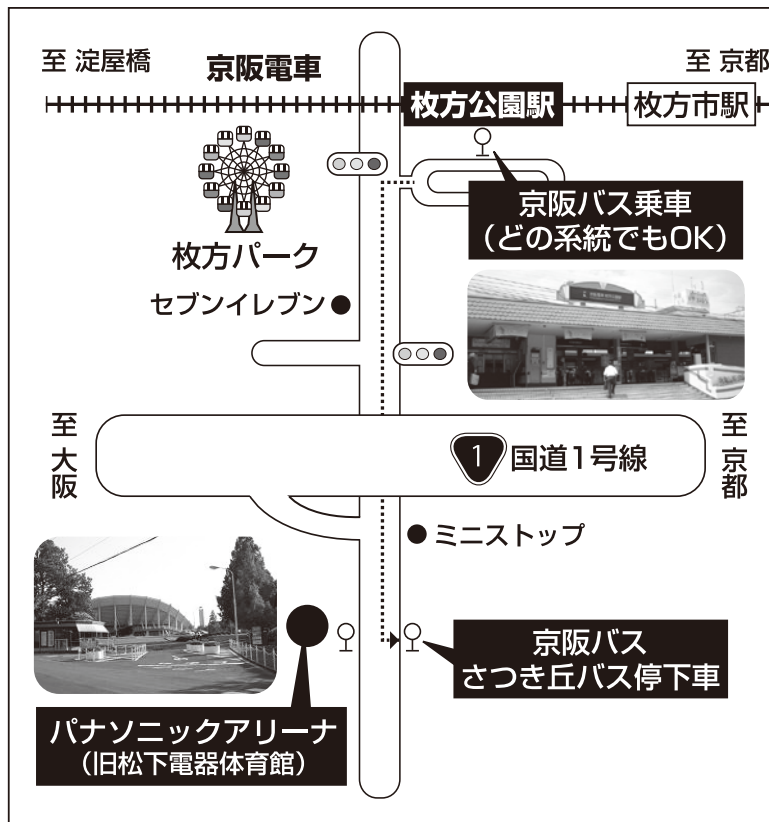 至 淀屋橋
京阪電車
至 京都
枚方公園駅
枚方市駅
京阪バス乗車
（どの系統でもOK）
枚方パーク
セブンイレブン
至 大阪
1
国道1号線
至 京都
ミニストップ
京阪バス
さつき丘バス停下車
パナソニックアリーナ
（旧松下電器体育館）